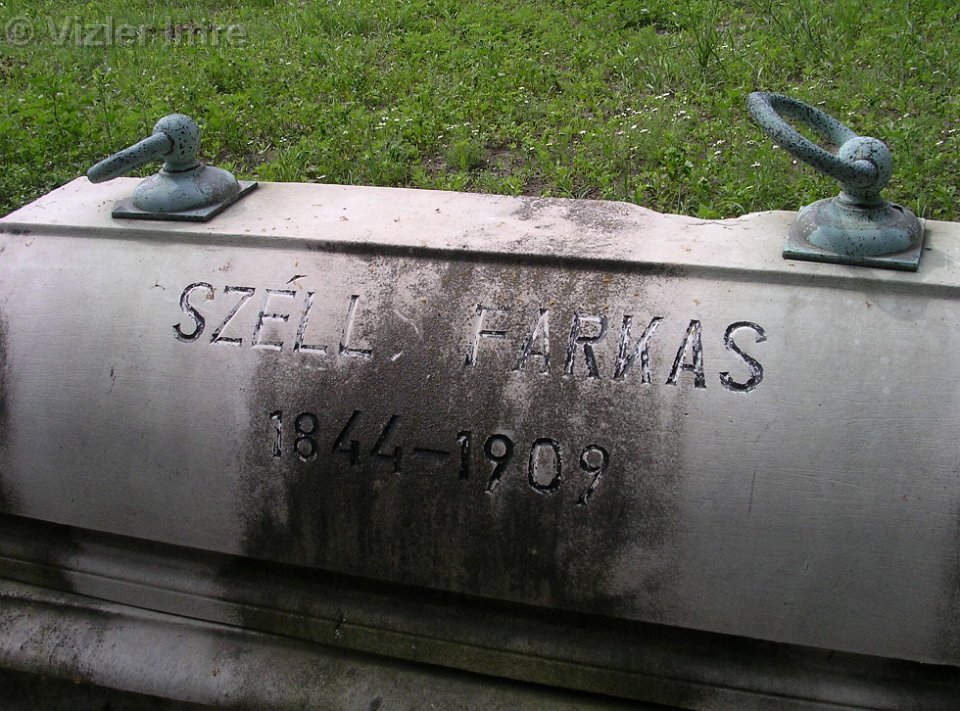 © Vizler Imre
SZÉLL FARKAS
1844-1909